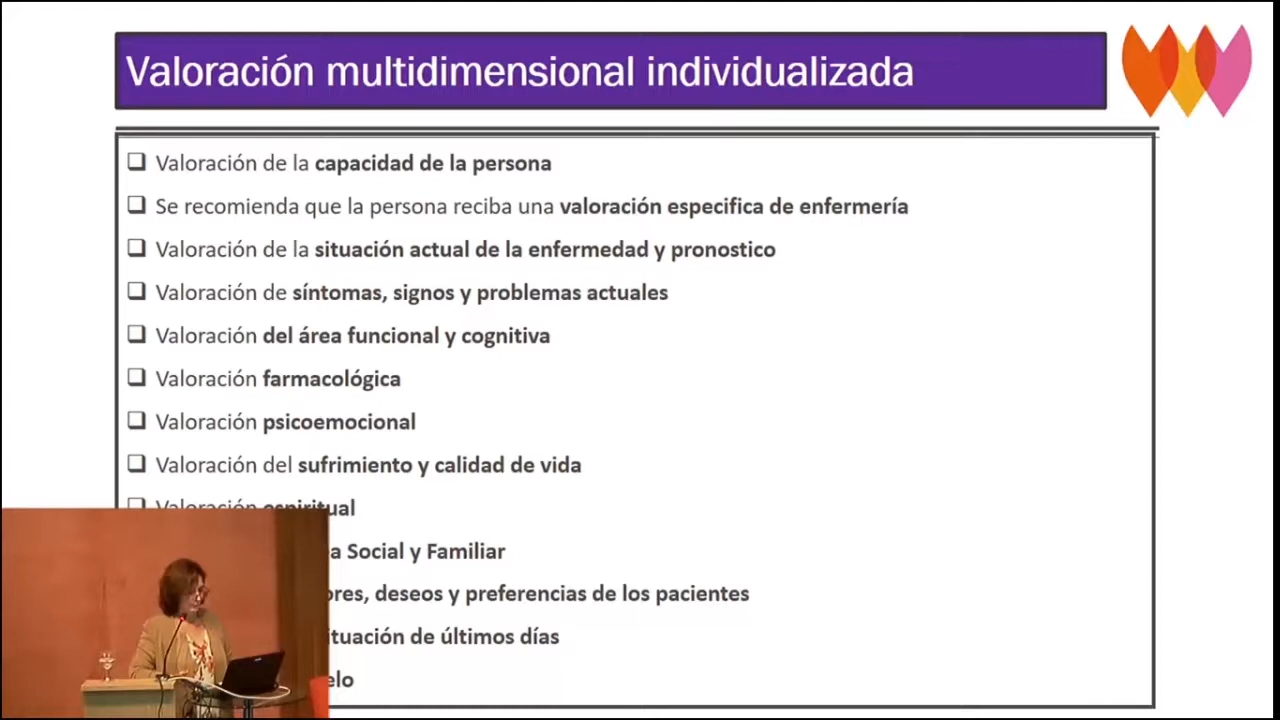 Valoración multidimensional individualizada
Valoración de la capacidad de la persona
Se recomienda que la persona reciba una valoración especifica de enfermería
Valoración de la situación actual de la enfermedad y pronostico
Valoración de síntomas, signos y problemas actuales
Valoración del área funcional y cognitiva
Valoración farmacológica
Valoración psicoemocional
Valoración del sufrimiento y calidad de vida
Valoración espiritual
Social y Familiar
deseos y preferencias de los pacientes
de últimos días